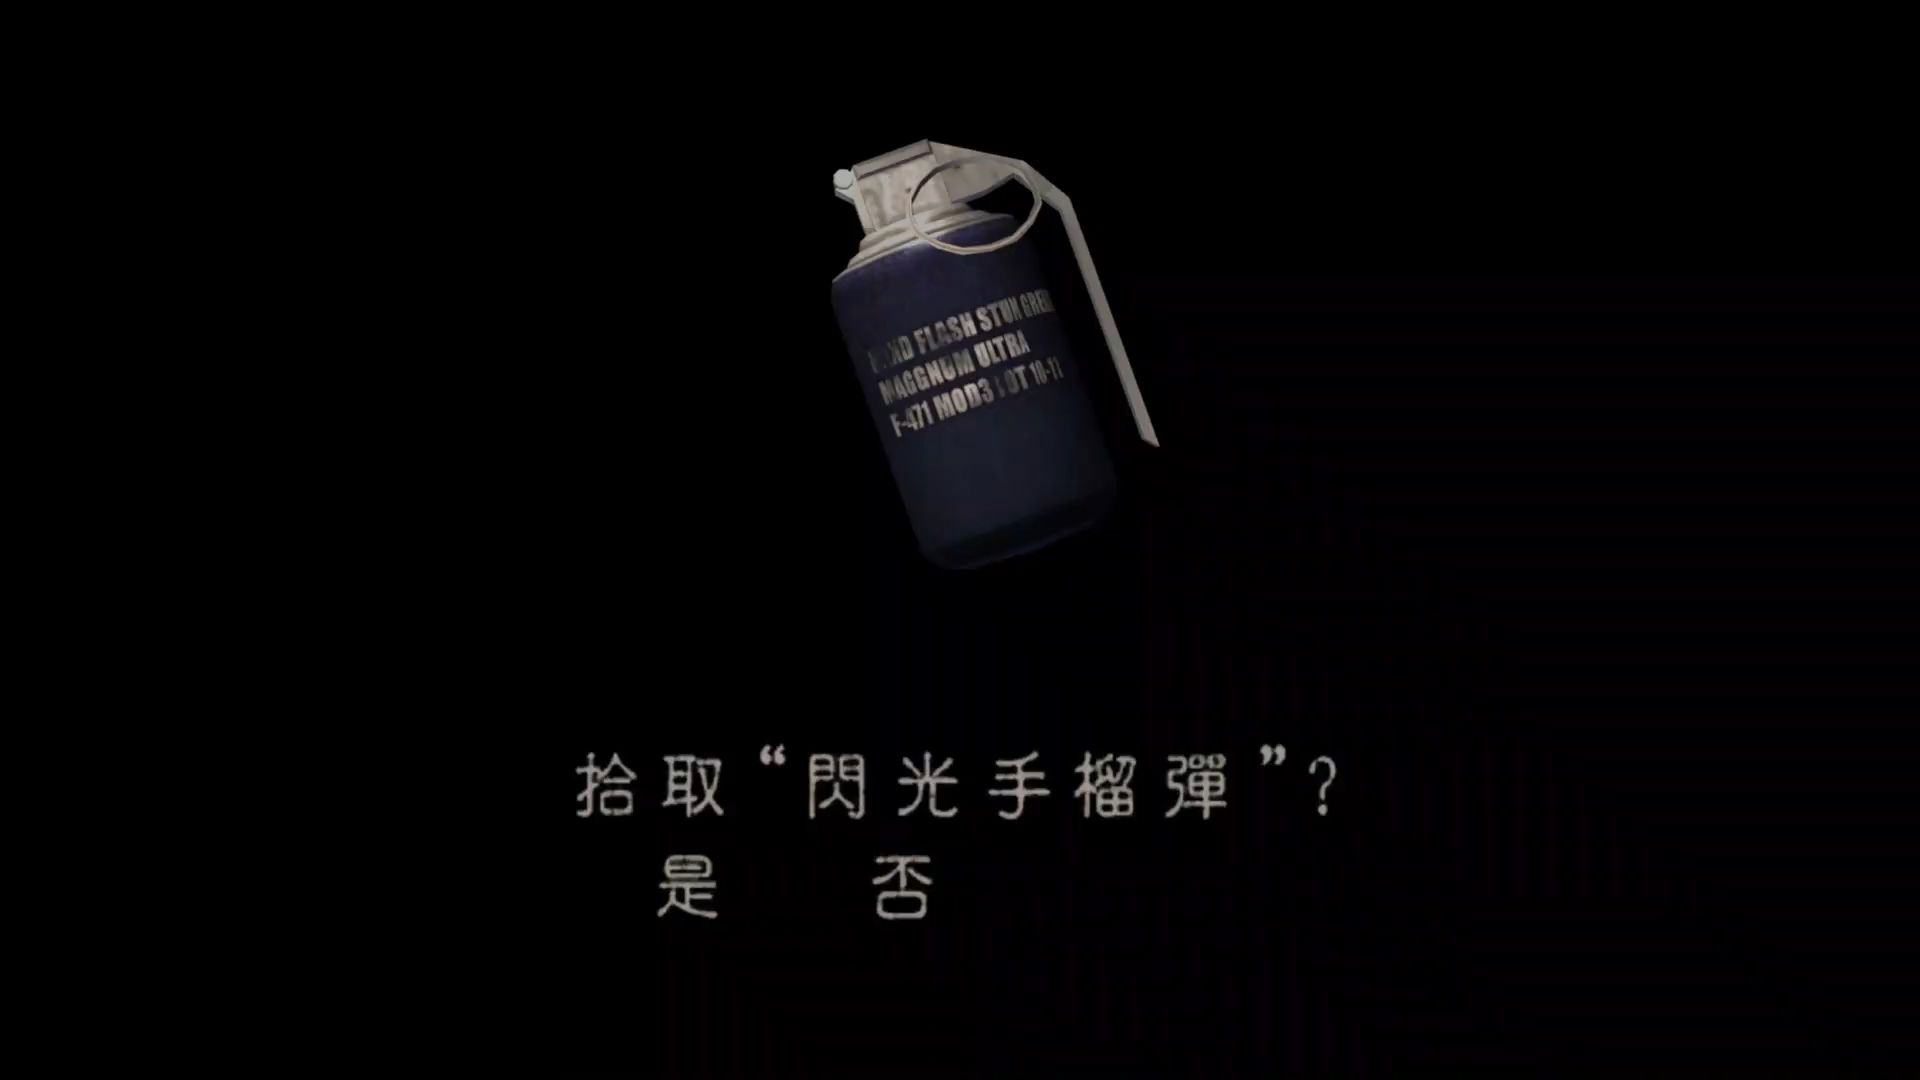 HAND FLASH STUN GREN
MAGGNUM ULTRA
F-471 MOD3 LOT 10-11
拾取“閃光手榴彈”?
是 否